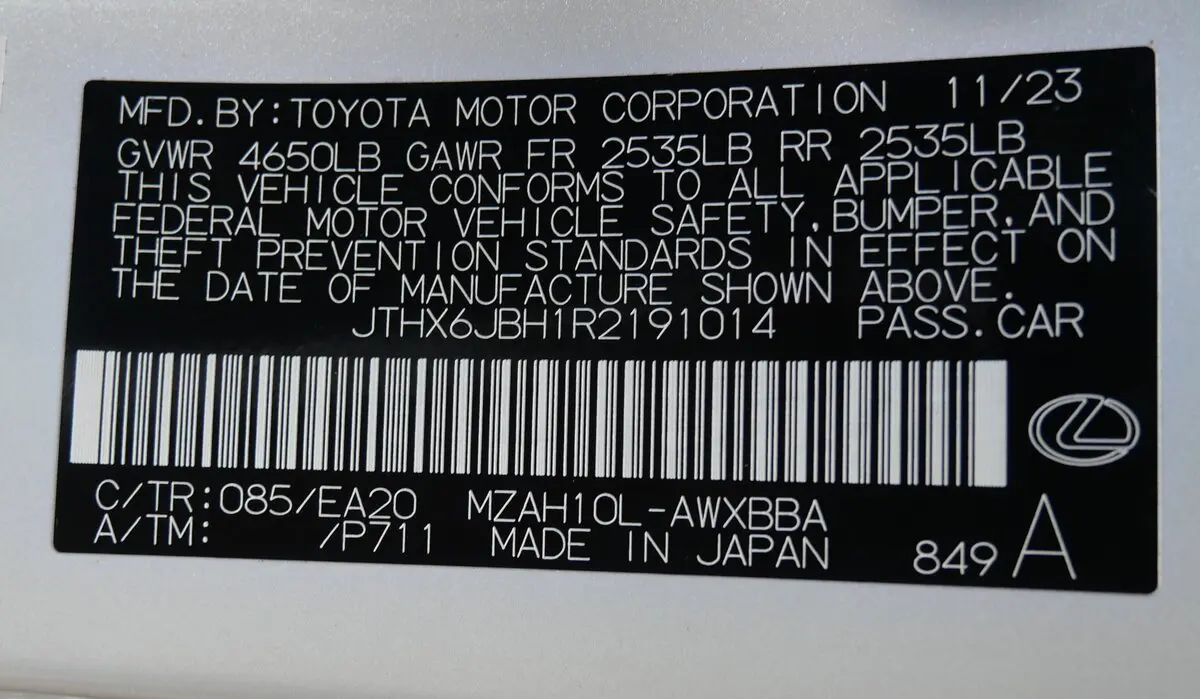 MFD. BY: TOYOTA MOTOR CORPORATION 11/23
GVWR 4650LB GAWR FR 2535LB RR 2535LB
THIS VEHICLE CONFORMS TO ALL APPLICABLE
FEDERAL MOTOR VEHICLE SAFETY, BUMPER, AND
THEFT PREVENTION STANDARDS IN EFFECT ON
THE DATE OF MANUFACTURE SHOWN ABOVE.
JTHX6JBH1R2191014 PASS. CAR
C/TR: 085/EA20 MZAH10L-AWXBBA
A/TM: /P711 MADE IN JAPAN 849 A